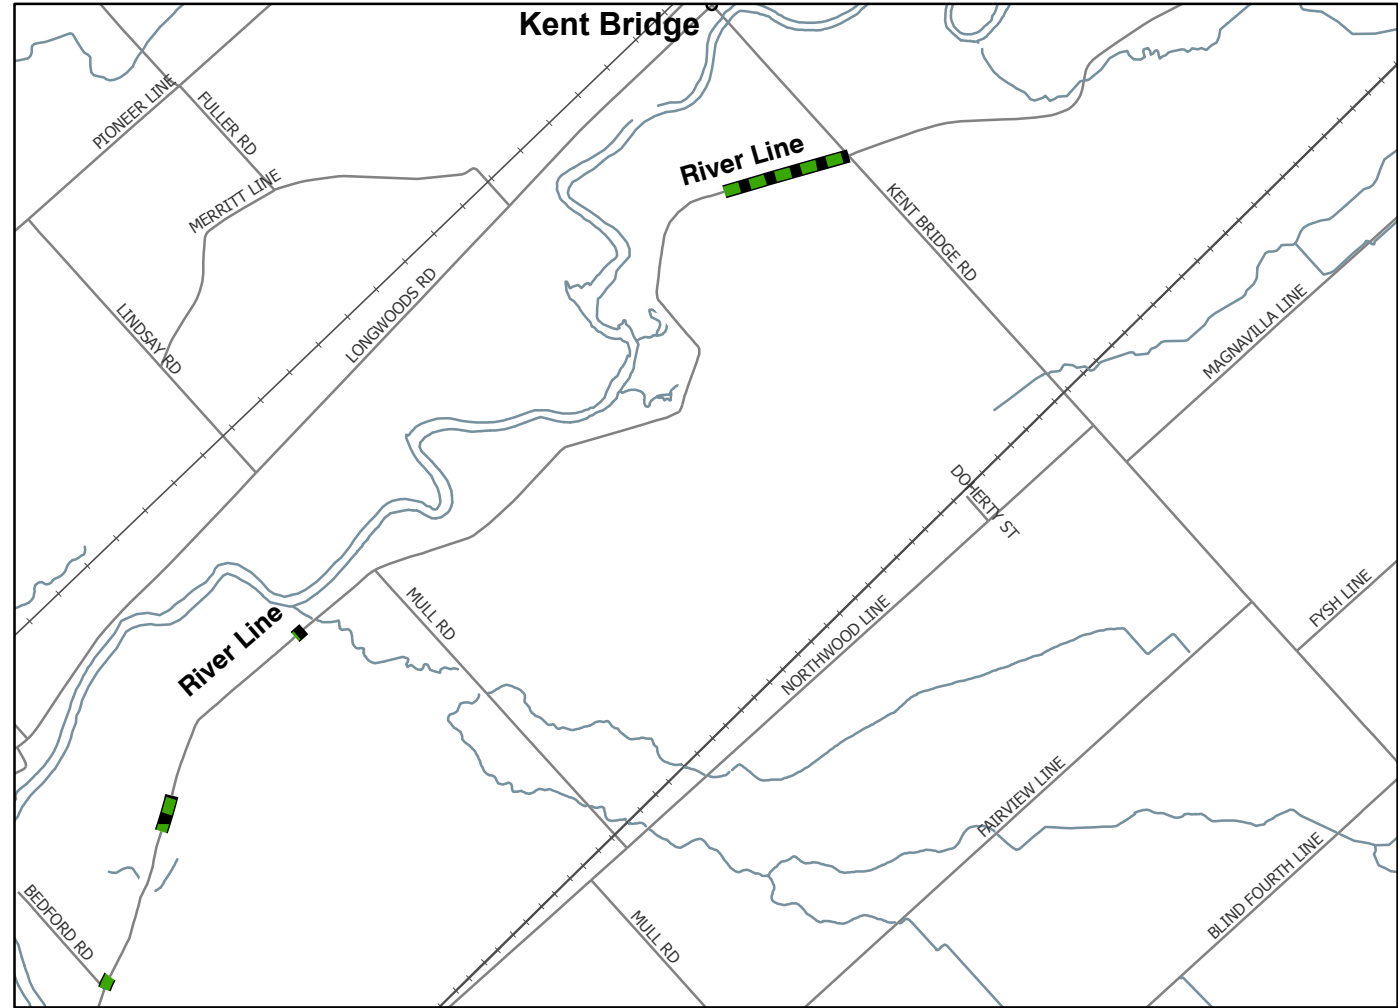 Kent Bridge
PIONEER LINE
FULLER RD
River Line
MERRITT LINE
KENT BRIDGE RD
LONGWOODS RD
LINDSAY RD
MAGNAVILLA LINE
DOHERTY ST
MULL RD
FYSH LINE
NORTHWOOD LINE
River Line
FAIRVIEW LINE
BLIND FOURTH LINE
BEDFORD RD
MULL RD